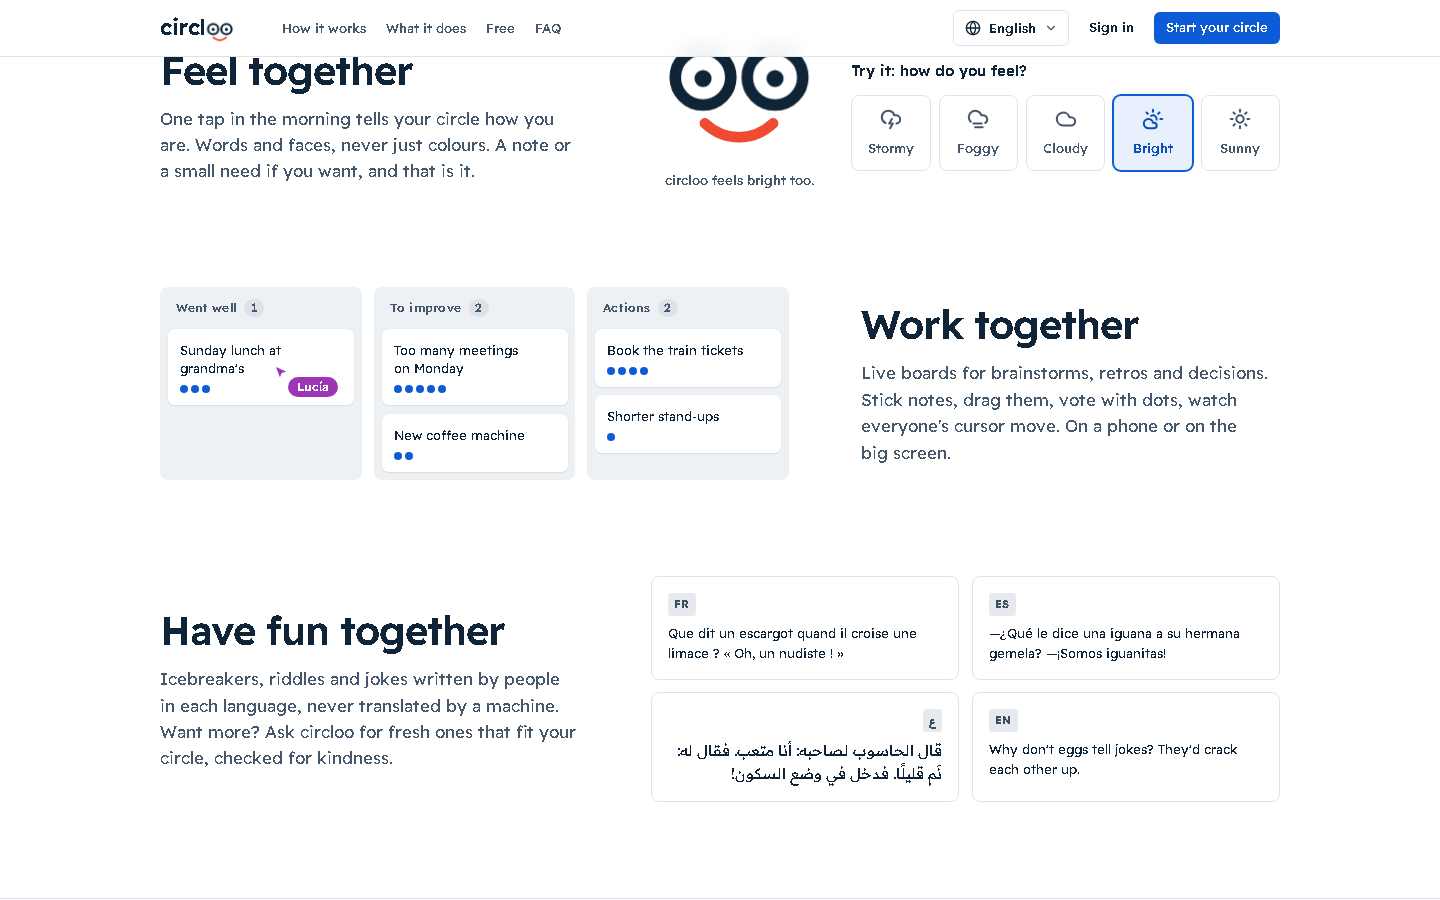 circloo
How it works
What it does
Free
FAQ
English
Sign in
Start your circle
Feel together
One tap in the morning tells your circle how you
are. Words and faces, never just colours. A note or
a small need if you want, and that is it.
circloo feels bright too.
Try it: how do you feel?
Stormy
Foggy
Cloudy
Bright
Sunny
Went well 1
Sunday lunch at
grandma's
Lucía
To improve 2
Too many meetings
on Monday
New coffee machine
Actions 2
Book the train tickets
Shorter stand-ups
Work together
Live boards for brainstorms, retros and decisions.
Stick notes, drag them, vote with dots, watch
everyone's cursor move. On a phone or on the
big screen.
Have fun together
Icebreakers, riddles and jokes written by people
in each language, never translated by a machine.
Want more? Ask circloo for fresh ones that fit your
circle, checked for kindness.
FR
Que dit un escargot quand il croise une
limace ? « Oh, un nudiste ! »
ES
—¿Qué le dice una iguana a su hermana
gemela? —¡Somos iguanitas!
ع
قال الحاسوب لصاحبه: أنا متعب. فقال له:
نَم قليلًا. فدخل في وضع السكون!
EN
Why don't eggs tell jokes? They'd crack
each other up.